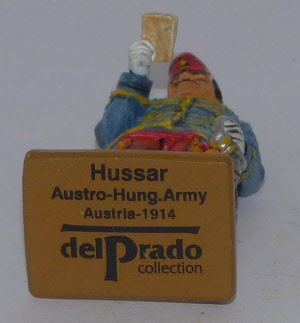 Hussar
Austro-Hung.Army
Austria-1914
delPrado
collection